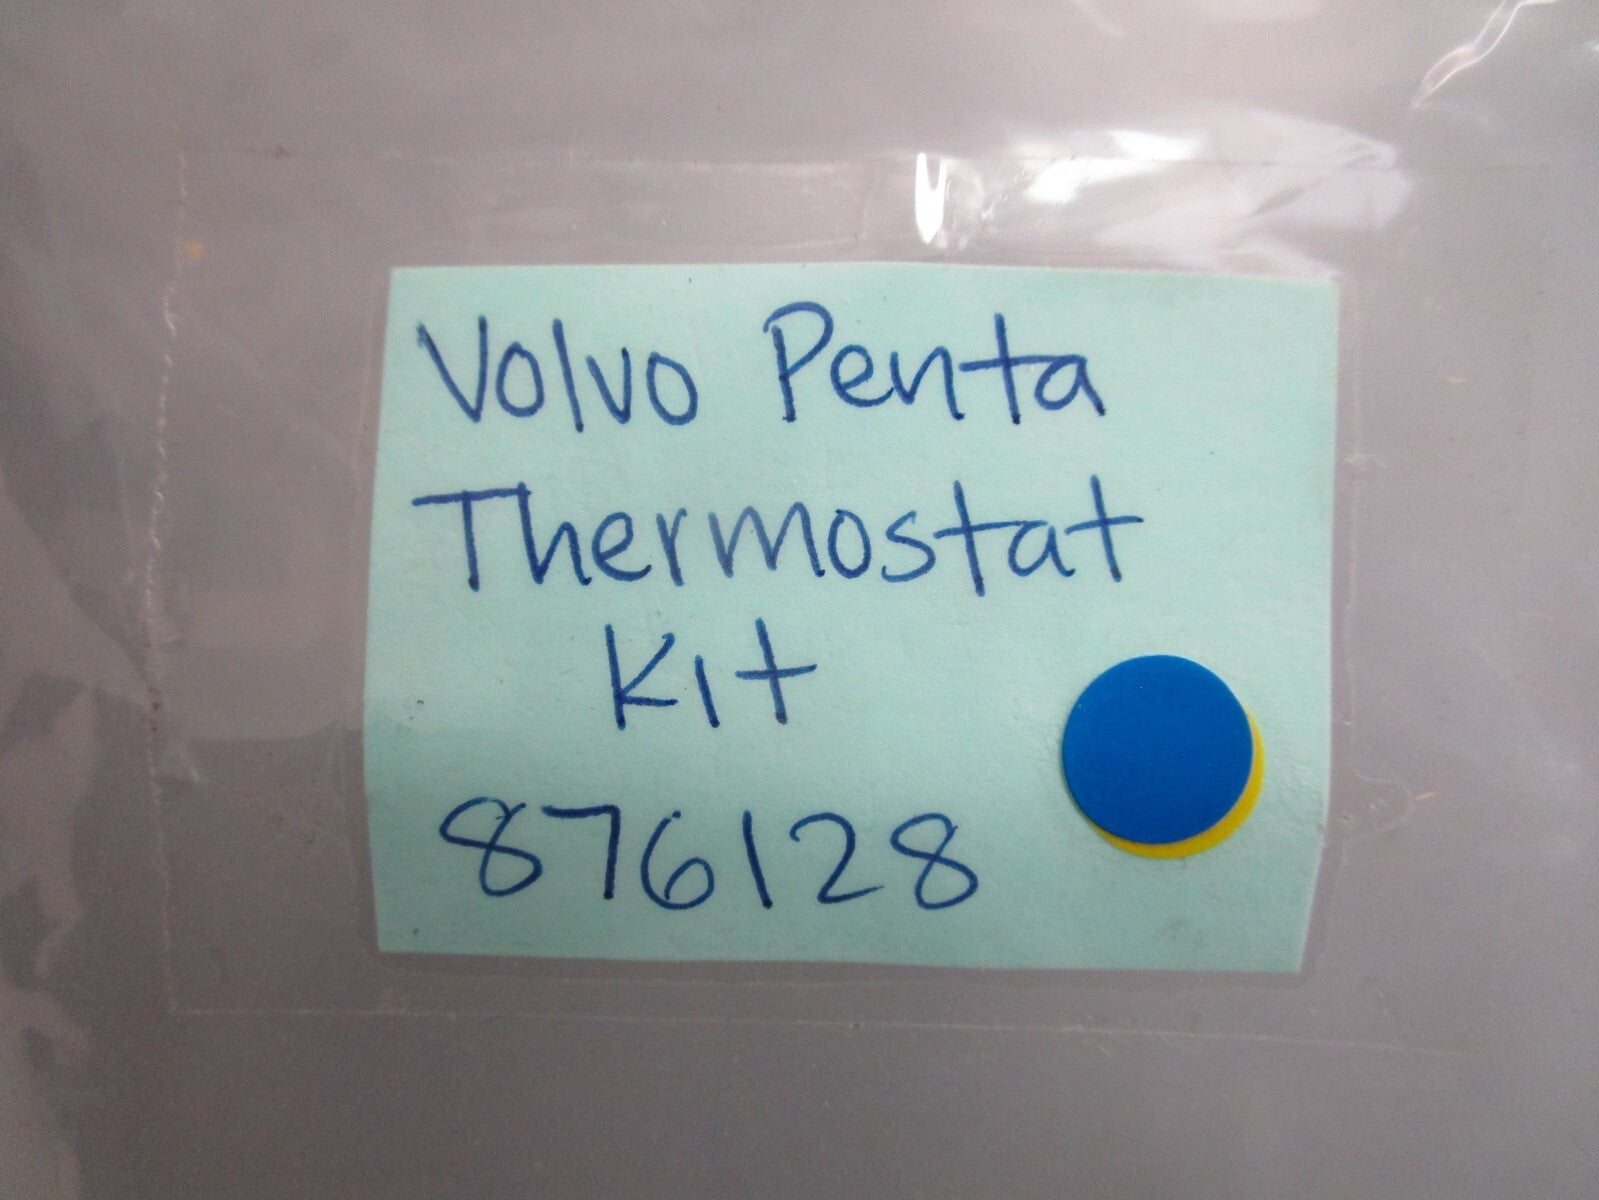 Volvo Penta
Thermostat
Kit
876128